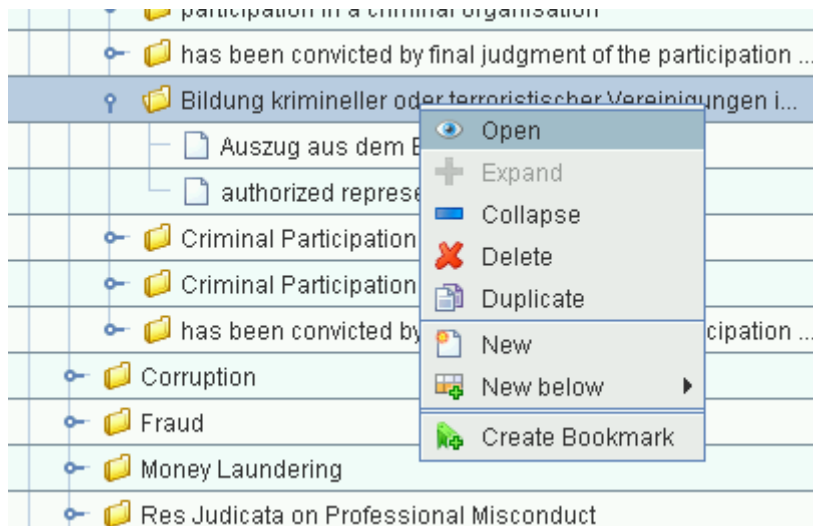 participation in a criminal organisation
has been convicted by final judgment of the participation ...
Bildung krimineller oder terroristischer Vereinigungen i...
Auszug aus dem
authorized represe
Criminal Participation
Criminal Participation
has been convicted by cipation ...
Corruption
Fraud
Money Laundering
Res Judicata on Professional Misconduct
Open
Expand
Collapse
Delete
Duplicate
New
New below
Create Bookmark